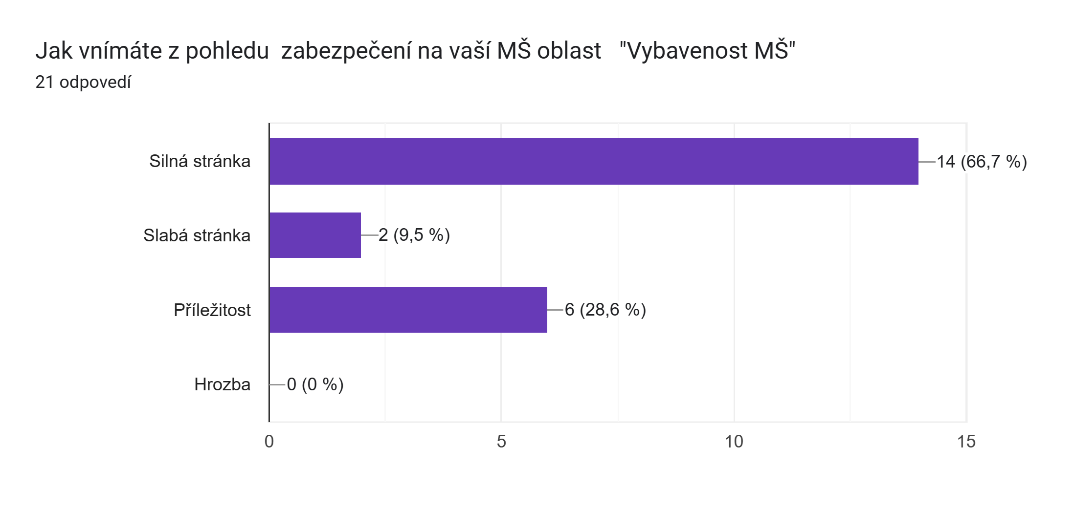 Jak vnímáte z pohledu  zabezpečení na vaší MŠ oblast   "Vybavenost MŠ"
21 odpovedí
Silná stránka
14 (66,7 %)
Slabá stránka
2 (9,5 %)
Příležitost
6 (28,6 %)
Hrozba
0 (0 %)
0
5
10
15